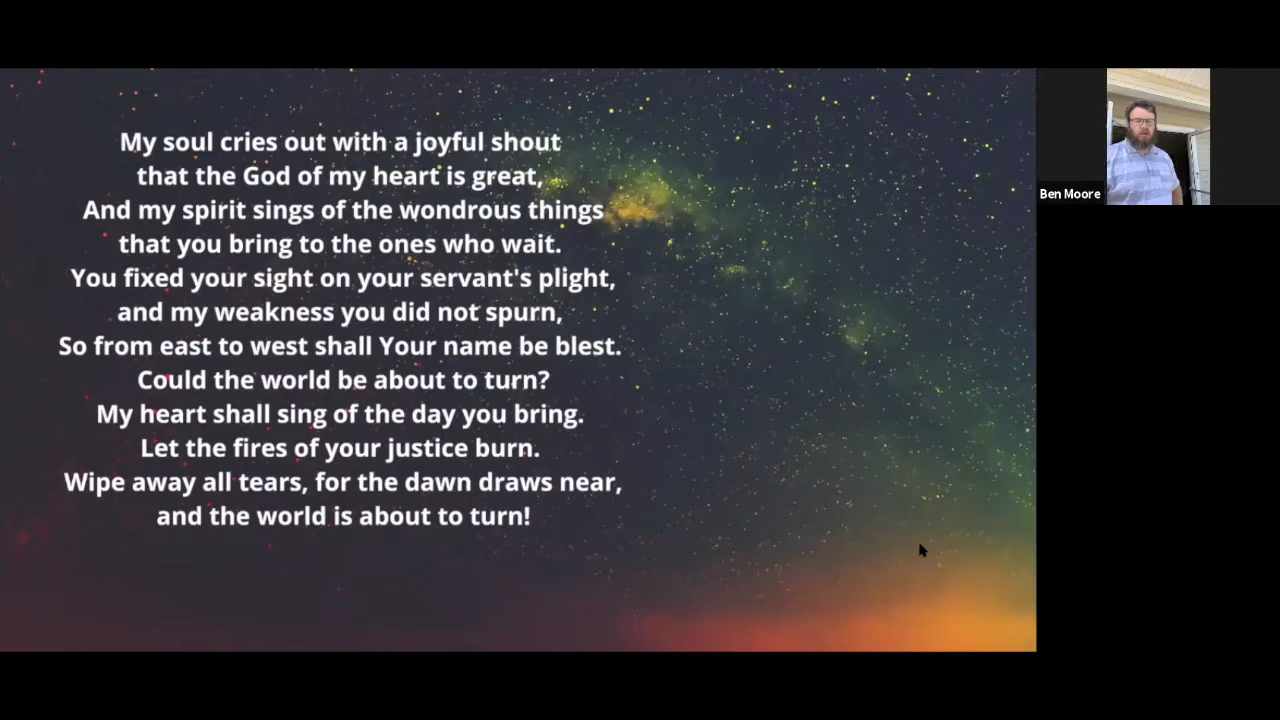 My soul cries out with a joyful shout
that the God of my heart is great,
And my spirit sings of the wondrous things
that you bring to the ones who wait.
You fixed your sight on your servant's plight,
and my weakness you did not spurn,
So from east to west shall Your name be blest.
Could the world be about to turn?
My heart shall sing of the day you bring.
Let the fires of your justice burn.
Wipe away all tears, for the dawn draws near,
and the world is about to turn!
Ben Moore